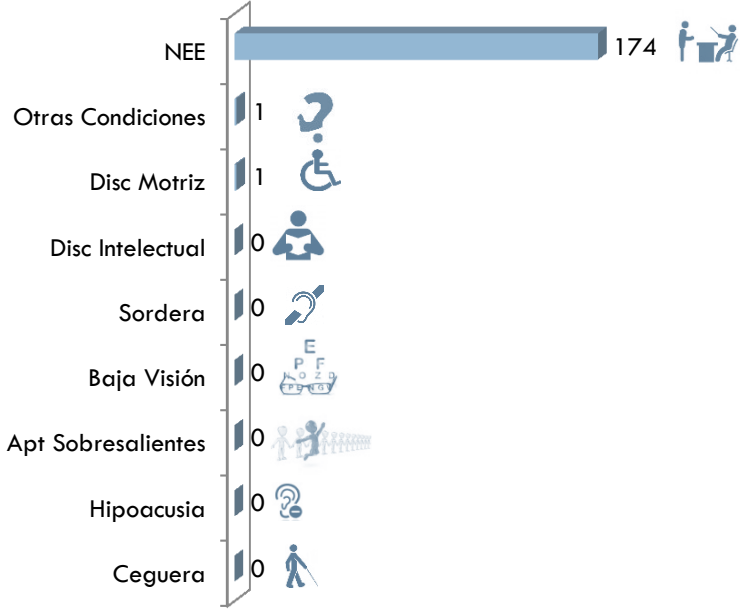 NEE 174
Otras Condiciones 1
Disc Motriz 1
Disc Intelectual 0
Sordera 0
E
P F
Baja Visión 0
Apt Sobresalientes 0
Hipoacusia 0
Ceguera 0